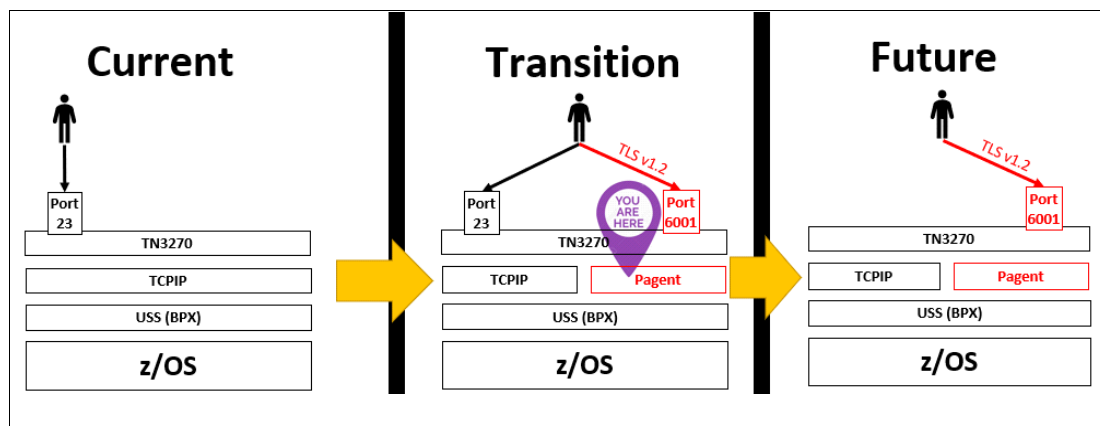 Current
Port
23
TN3270
TCPIP
USS (BPX)
z/OS
Transition
TLS v1.2
Port
23
YOU
ARE
HERE
Port
6001
TN3270
TCPIP
Pagent
USS (BPX)
z/OS
Future
TLS v1.2
Port
6001
TN3270
TCPIP
Pagent
USS (BPX)
z/OS